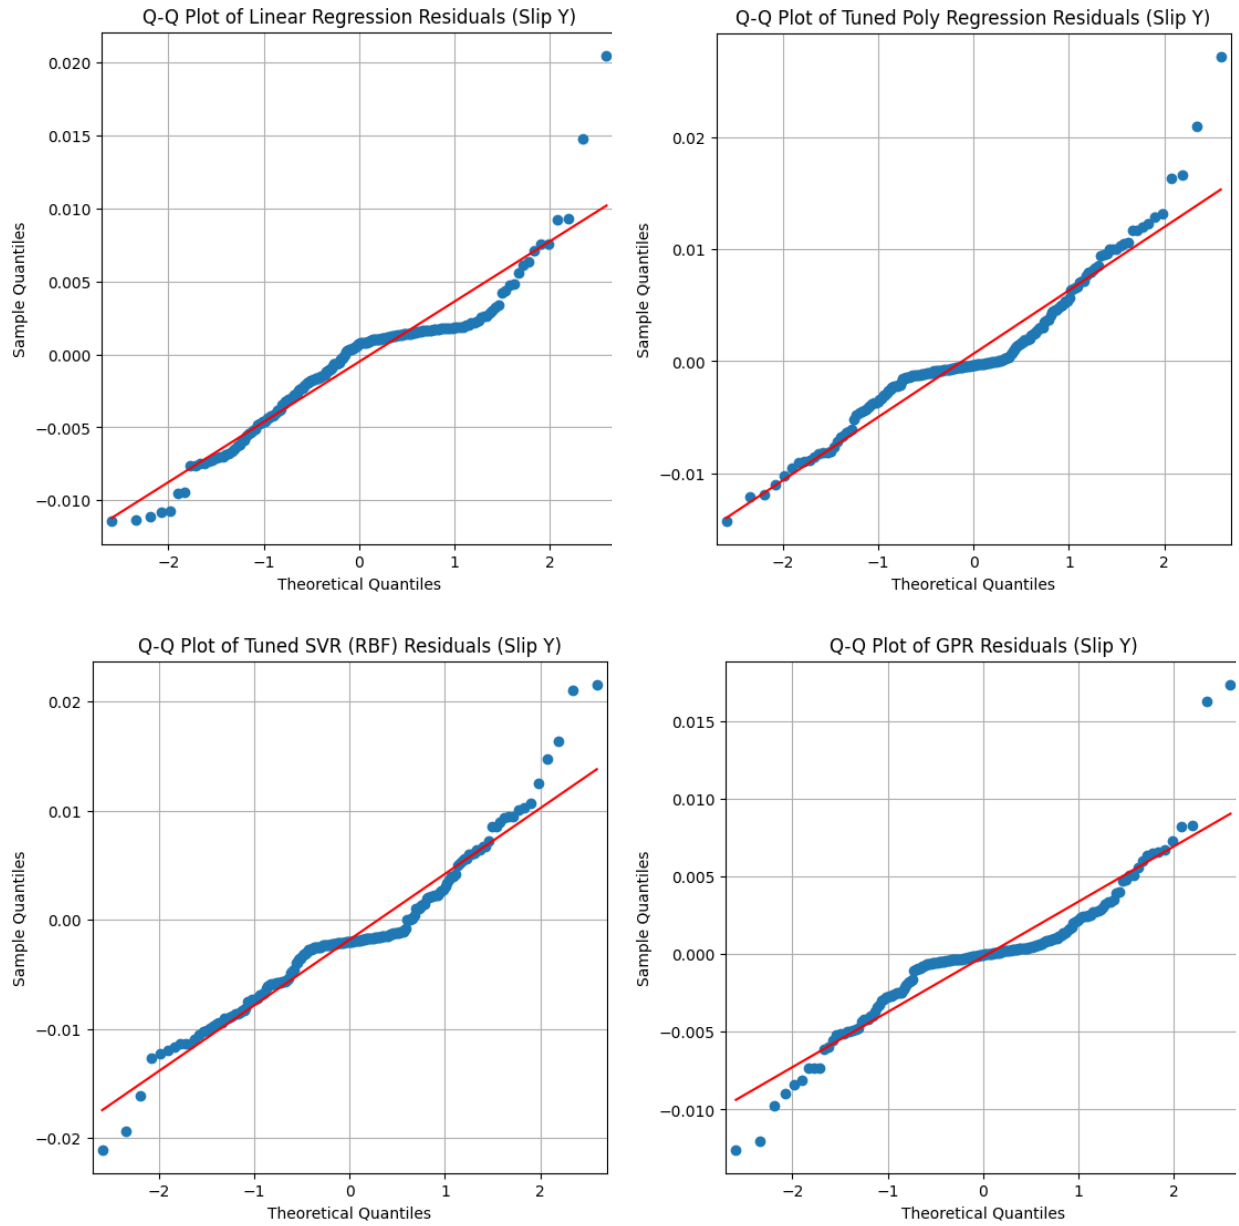 Q-Q Plot of Linear Regression Residuals (Slip Y)
0.020
0.015
0.010
0.005
0.000
−0.005
−0.010
Sample Quantiles
−2 −1 0 1 2
Theoretical Quantiles
Q-Q Plot of Tuned Poly Regression Residuals (Slip Y)
0.02
0.01
0.00
−0.01
Sample Quantiles
−2 −1 0 1 2
Theoretical Quantiles
Q-Q Plot of Tuned SVR (RBF) Residuals (Slip Y)
0.02
0.01
0.00
−0.01
−0.02
Sample Quantiles
−2 −1 0 1 2
Theoretical Quantiles
Q-Q Plot of GPR Residuals (Slip Y)
0.015
0.010
0.005
0.000
−0.005
−0.010
Sample Quantiles
−2 −1 0 1 2
Theoretical Quantiles